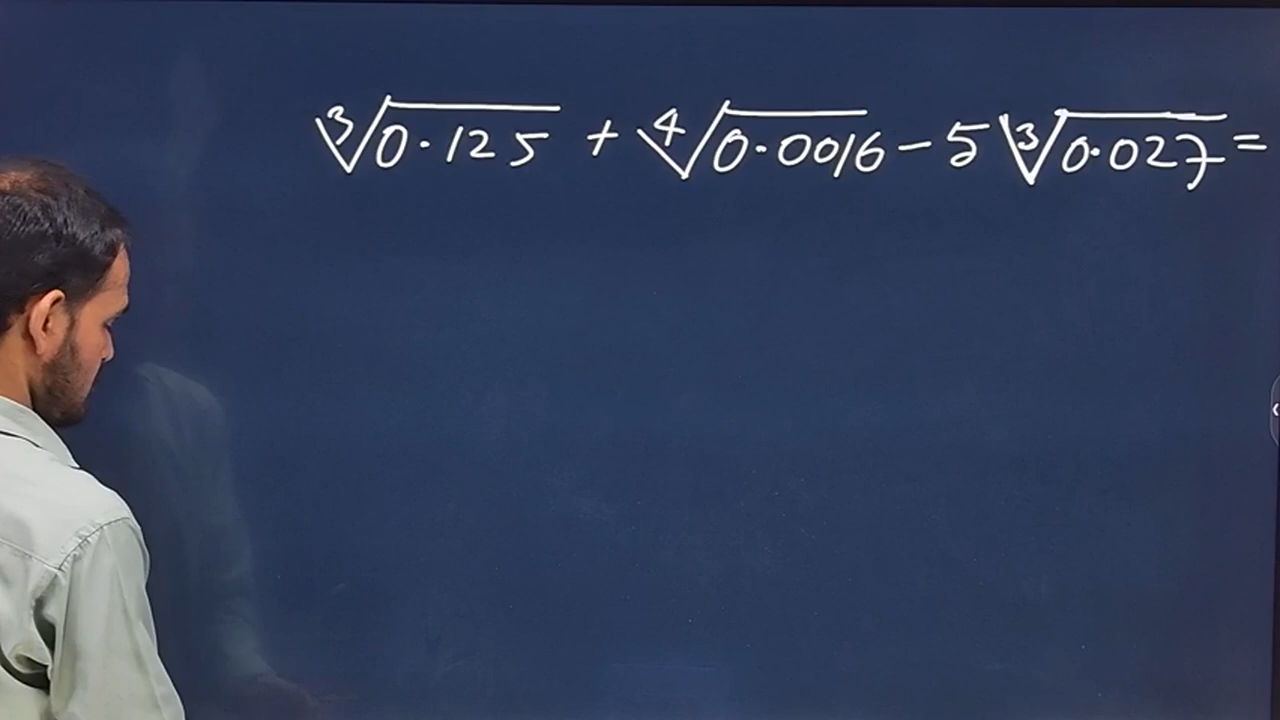 ∛0·125 + ∜0·0016 − 5 ∛0·027 =